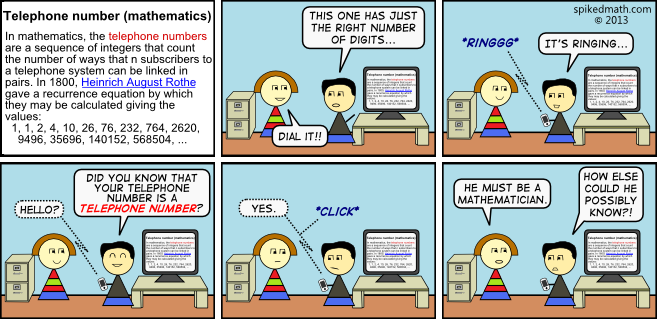 Telephone number (mathematics)
In mathematics, the telephone numbers
are a sequence of integers that count
the number of ways that n subscribers to
a telephone system can be linked in
pairs. In 1800, Heinrich August Rothe
gave a recurrence equation by which
they may be calculated giving the
values:
1, 1, 2, 4, 10, 26, 76, 232, 764, 2620,
9496, 35696, 140152, 568504, ...
THIS ONE HAS JUST
THE RIGHT NUMBER
OF DIGITS...
DIAL IT!!
spikedmath.com
© 2013
*RINGGG*
IT'S RINGING...
HELLO?
DID YOU KNOW THAT
YOUR TELEPHONE
NUMBER IS A
TELEPHONE NUMBER?
YES.
*CLICK*
HE MUST BE A
MATHEMATICIAN.
HOW ELSE
COULD HE
POSSIBLY
KNOW?!